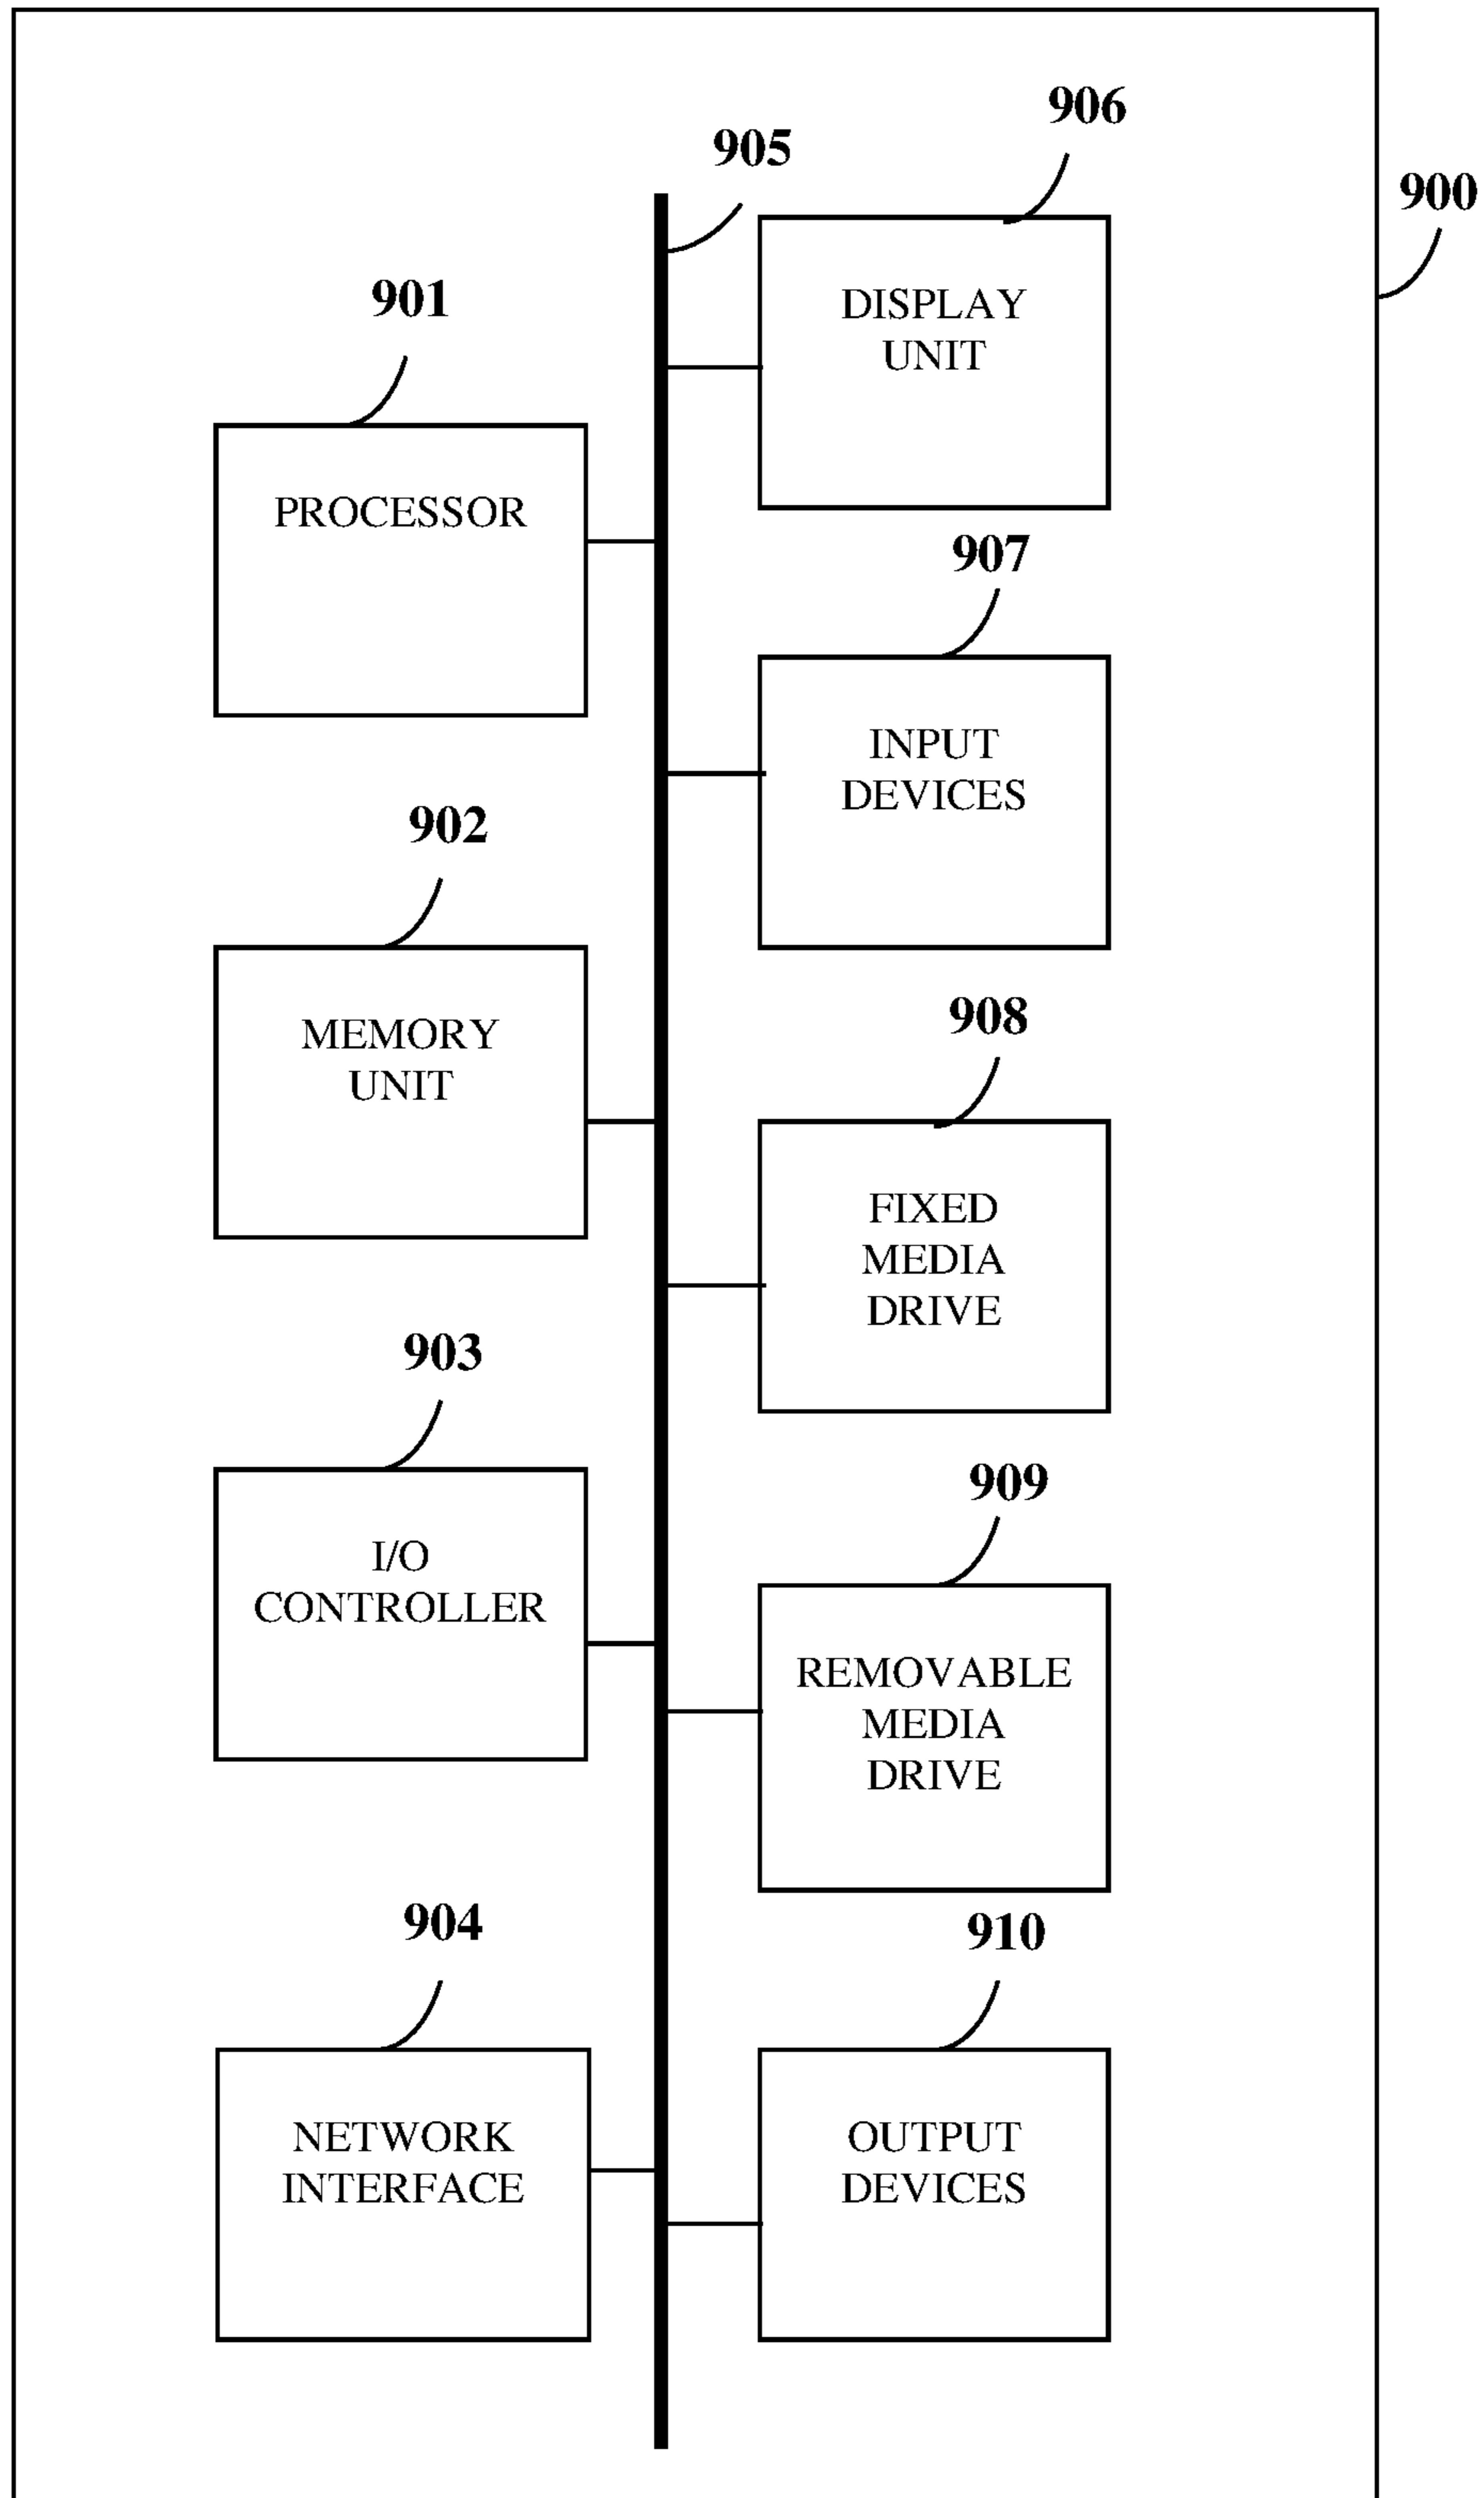 906
905
900
901
DISPLAY
UNIT
PROCESSOR
907
INPUT
DEVICES
902
908
MEMORY
UNIT
FIXED
MEDIA
DRIVE
903
909
I/O
CONTROLLER
REMOVABLE
MEDIA
DRIVE
904
910
NETWORK
INTERFACE
OUTPUT
DEVICES